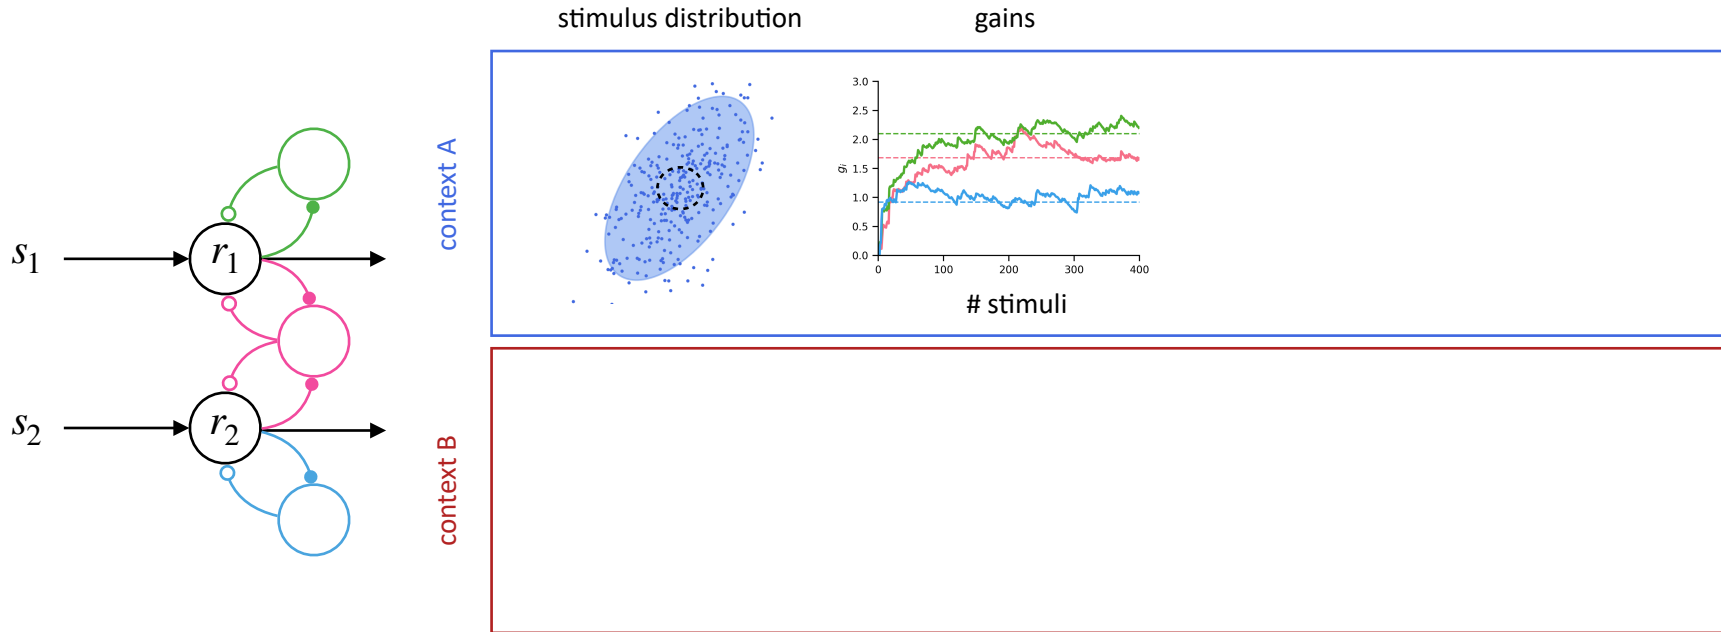 stimulus distribution
gains
s1
r1
s2
r2
context A
3.0
2.5
2.0
1.5
1.0
0.5
0.0
gi
0
100
200
300
400
# stimuli
context B